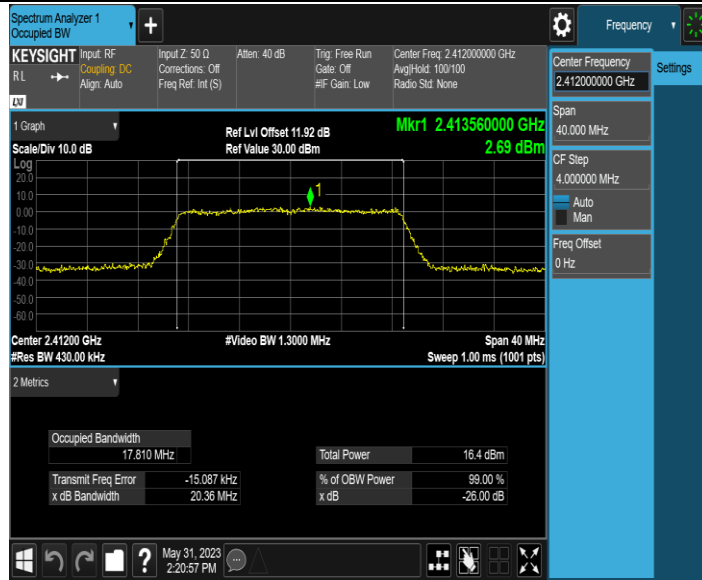 Spectrum Analyzer 1
Occupied BW
Frequency
KEYSIGHT
RL
LXI
Input: RF
Coupling: DC
Align: Auto
Input Z: 50 Ω
Corrections: Off
Freq Ref: Int (S)
Atten: 40 dB
Trig: Free Run
Gate: Off
#IF Gain: Low
Center Freq: 2.412000000 GHz
Avg|Hold: 100/100
Radio Std: None
Center Frequency
2.412000000 GHz
Settings
Span
40.000 MHz
CF Step
4.000000 MHz
Auto
Man
Freq Offset
0 Hz
1 Graph
Scale/Div 10.0 dB
Ref Lvl Offset 11.92 dB
Ref Value 30.00 dBm
Mkr1 2.413560000 GHz
2.69 dBm
Log
20.0
10.0
0.00
-10.0
-20.0
-30.0
-40.0
-50.0
-60.0
1
Center 2.41200 GHz
#Res BW 430.00 kHz
#Video BW 1.3000 MHz
Span 40 MHz
Sweep 1.00 ms (1001 pts)
2 Metrics
Occupied Bandwidth
17.810 MHz
Total Power 16.4 dBm
Transmit Freq Error -15.087 kHz
% of OBW Power 99.00 %
x dB Bandwidth 20.36 MHz
x dB -26.00 dB
?
May 31, 2023
2:20:57 PM